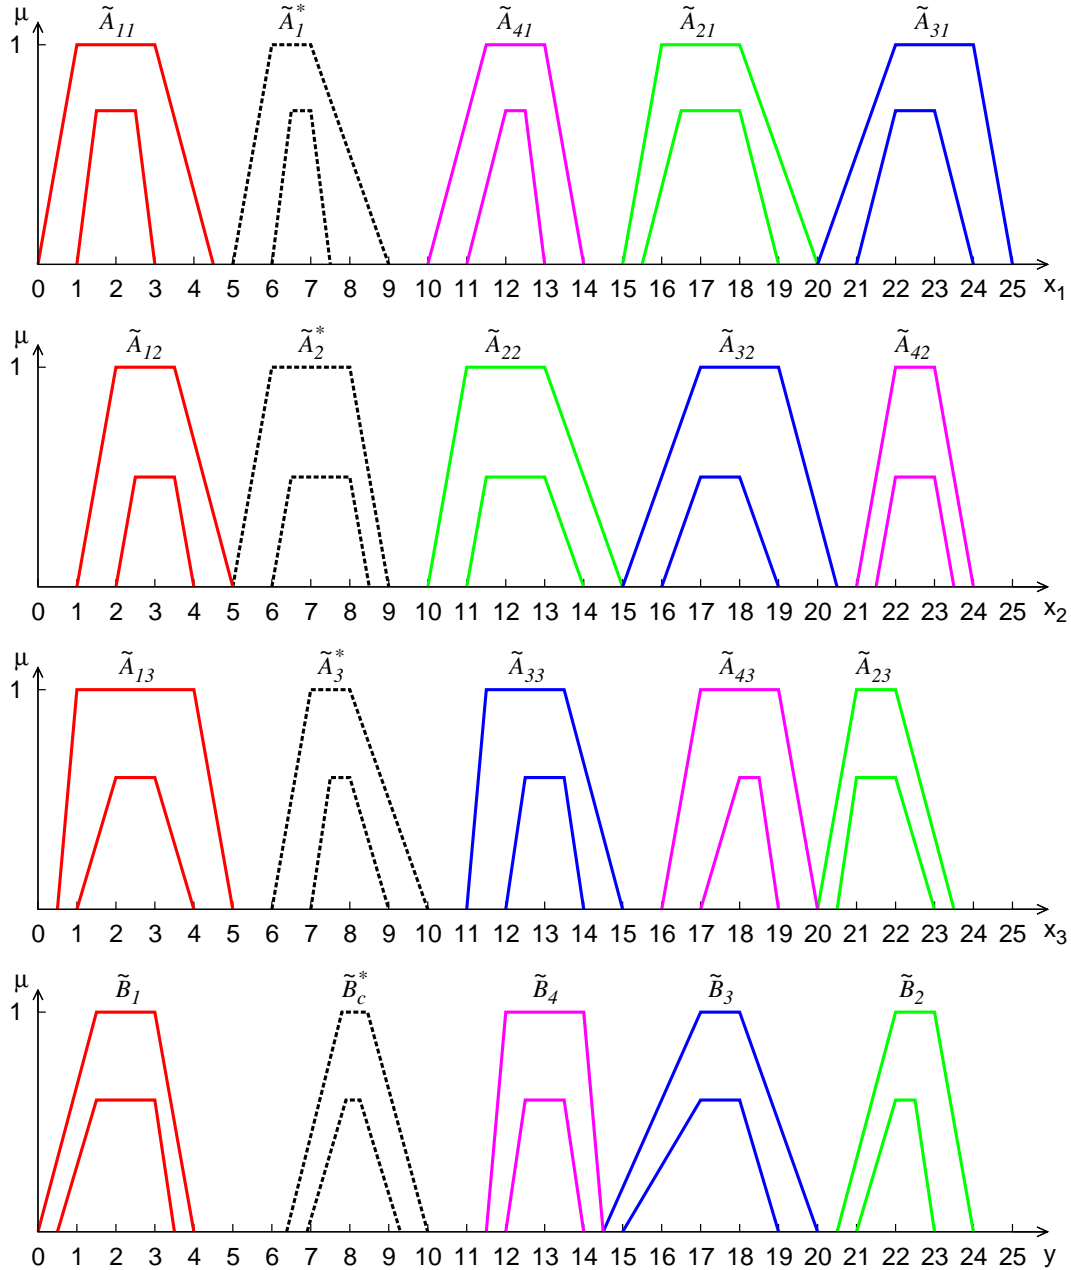 μ Ã₁₁ Ã₁* Ã₄₁ Ã₂₁ Ã₃₁
1
0 1 2 3 4 5 6 7 8 9 10 11 12 13 14 15 16 17 18 19 20 21 22 23 24 25 x₁
μ Ã₁₂ Ã₂* Ã₂₂ Ã₃₂ Ã₄₂
1
0 1 2 3 4 5 6 7 8 9 10 11 12 13 14 15 16 17 18 19 20 21 22 23 24 25 x₂
μ Ã₁₃ Ã₃* Ã₃₃ Ã₄₃ Ã₂₃
1
0 1 2 3 4 5 6 7 8 9 10 11 12 13 14 15 16 17 18 19 20 21 22 23 24 25 x₃
μ B̃₁ B̃c* B̃₄ B̃₃ B̃₂
1
0 1 2 3 4 5 6 7 8 9 10 11 12 13 14 15 16 17 18 19 20 21 22 23 24 25 y